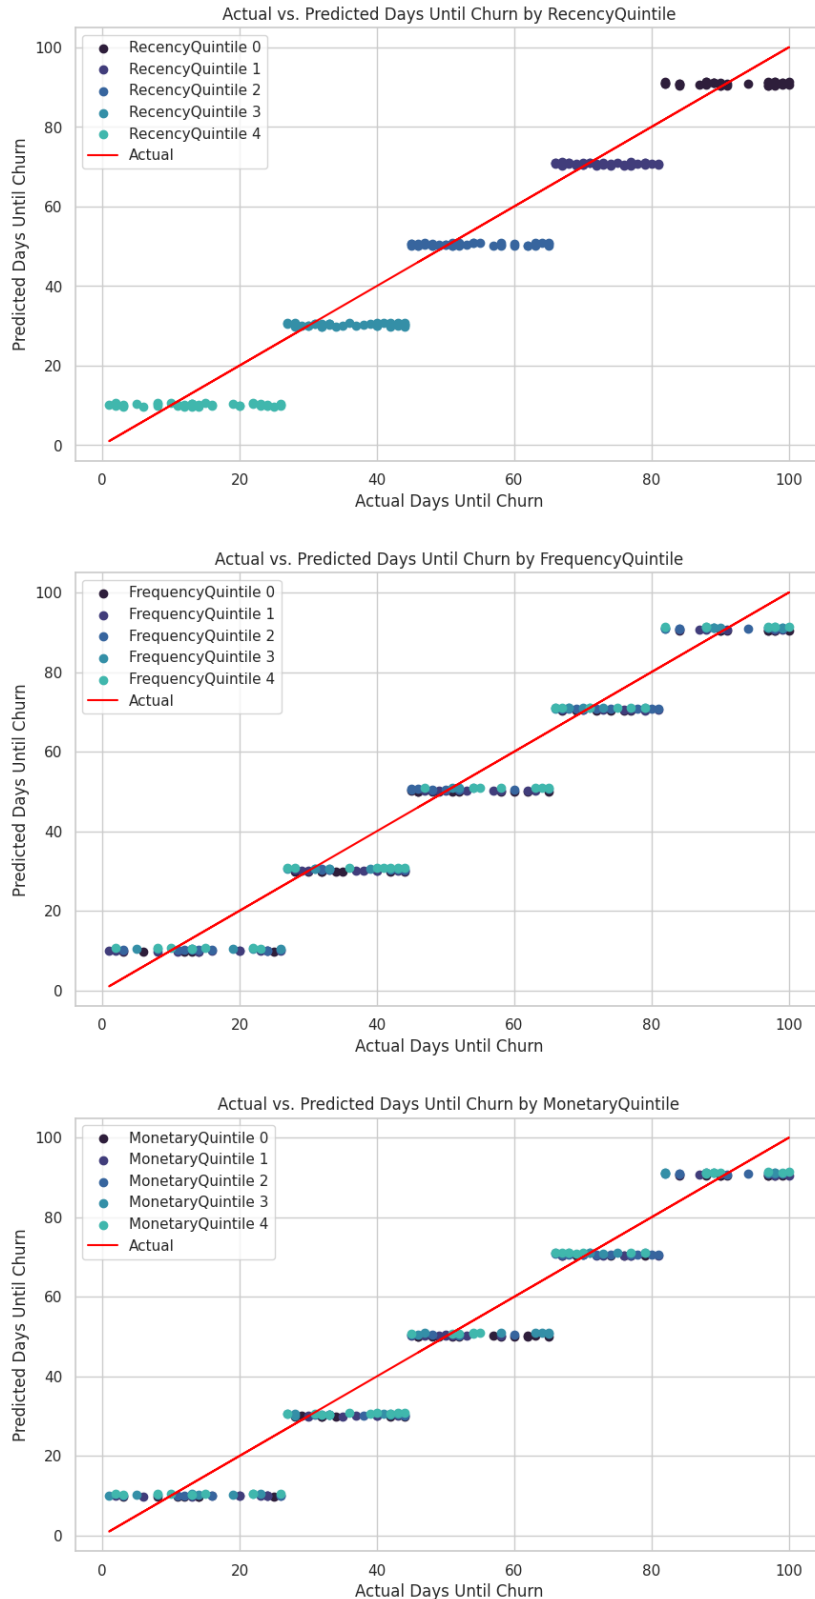 Actual vs. Predicted Days Until Churn by RecencyQuintile
RecencyQuintile 0
RecencyQuintile 1
RecencyQuintile 2
RecencyQuintile 3
RecencyQuintile 4
Actual
Predicted Days Until Churn
100
80
60
40
20
0
0 20 40 60 80 100
Actual Days Until Churn
Actual vs. Predicted Days Until Churn by FrequencyQuintile
FrequencyQuintile 0
FrequencyQuintile 1
FrequencyQuintile 2
FrequencyQuintile 3
FrequencyQuintile 4
Actual
Predicted Days Until Churn
100
80
60
40
20
0
0 20 40 60 80 100
Actual Days Until Churn
Actual vs. Predicted Days Until Churn by MonetaryQuintile
MonetaryQuintile 0
MonetaryQuintile 1
MonetaryQuintile 2
MonetaryQuintile 3
MonetaryQuintile 4
Actual
Predicted Days Until Churn
100
80
60
40
20
0
0 20 40 60 80 100
Actual Days Until Churn